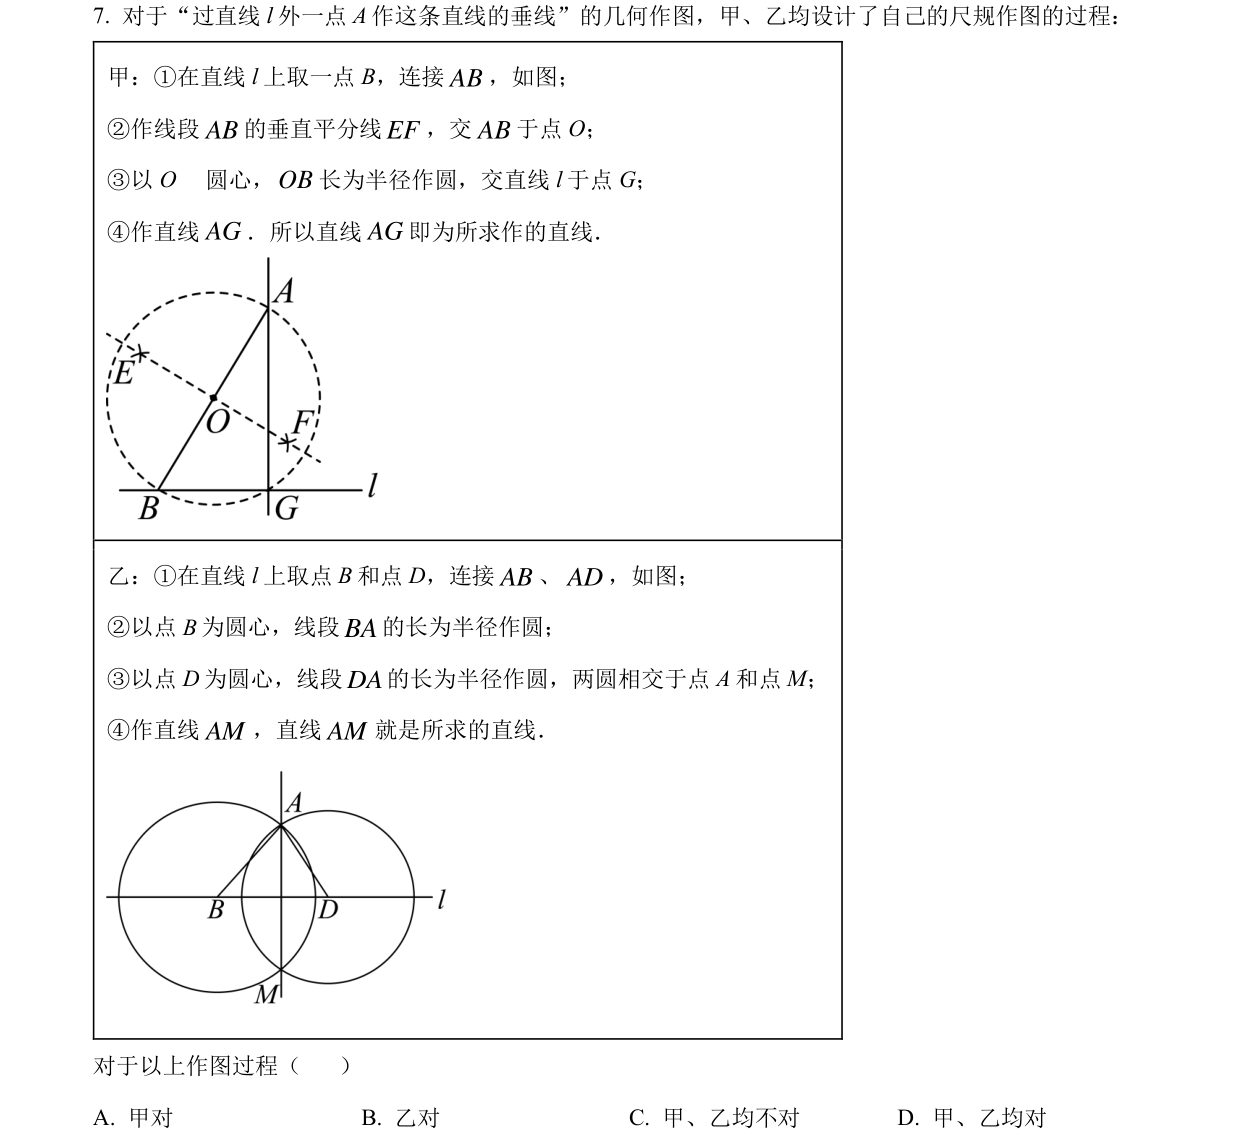 7. 对于“过直线 l 外一点 A 作这条直线的垂线”的几何作图，甲、乙均设计了自己的尺规作图的过程：
甲：①在直线 l 上取一点 B，连接 AB，如图；
②作线段 AB 的垂直平分线 EF，交 AB 于点 O；
③以 O 圆心，OB 长为半径作圆，交直线 l 于点 G；
④作直线 AG．所以直线 AG 即为所求作的直线．
A
E
O
F
B
G
l
乙：①在直线 l 上取点 B 和点 D，连接 AB、AD，如图；
②以点 B 为圆心，线段 BA 的长为半径作圆；
③以点 D 为圆心，线段 DA 的长为半径作圆，两圆相交于点 A 和点 M；
④作直线 AM，直线 AM 就是所求的直线．
A
B
D
l
M
对于以上作图过程（ ）
A. 甲对 B. 乙对 C. 甲、乙均不对 D. 甲、乙均对